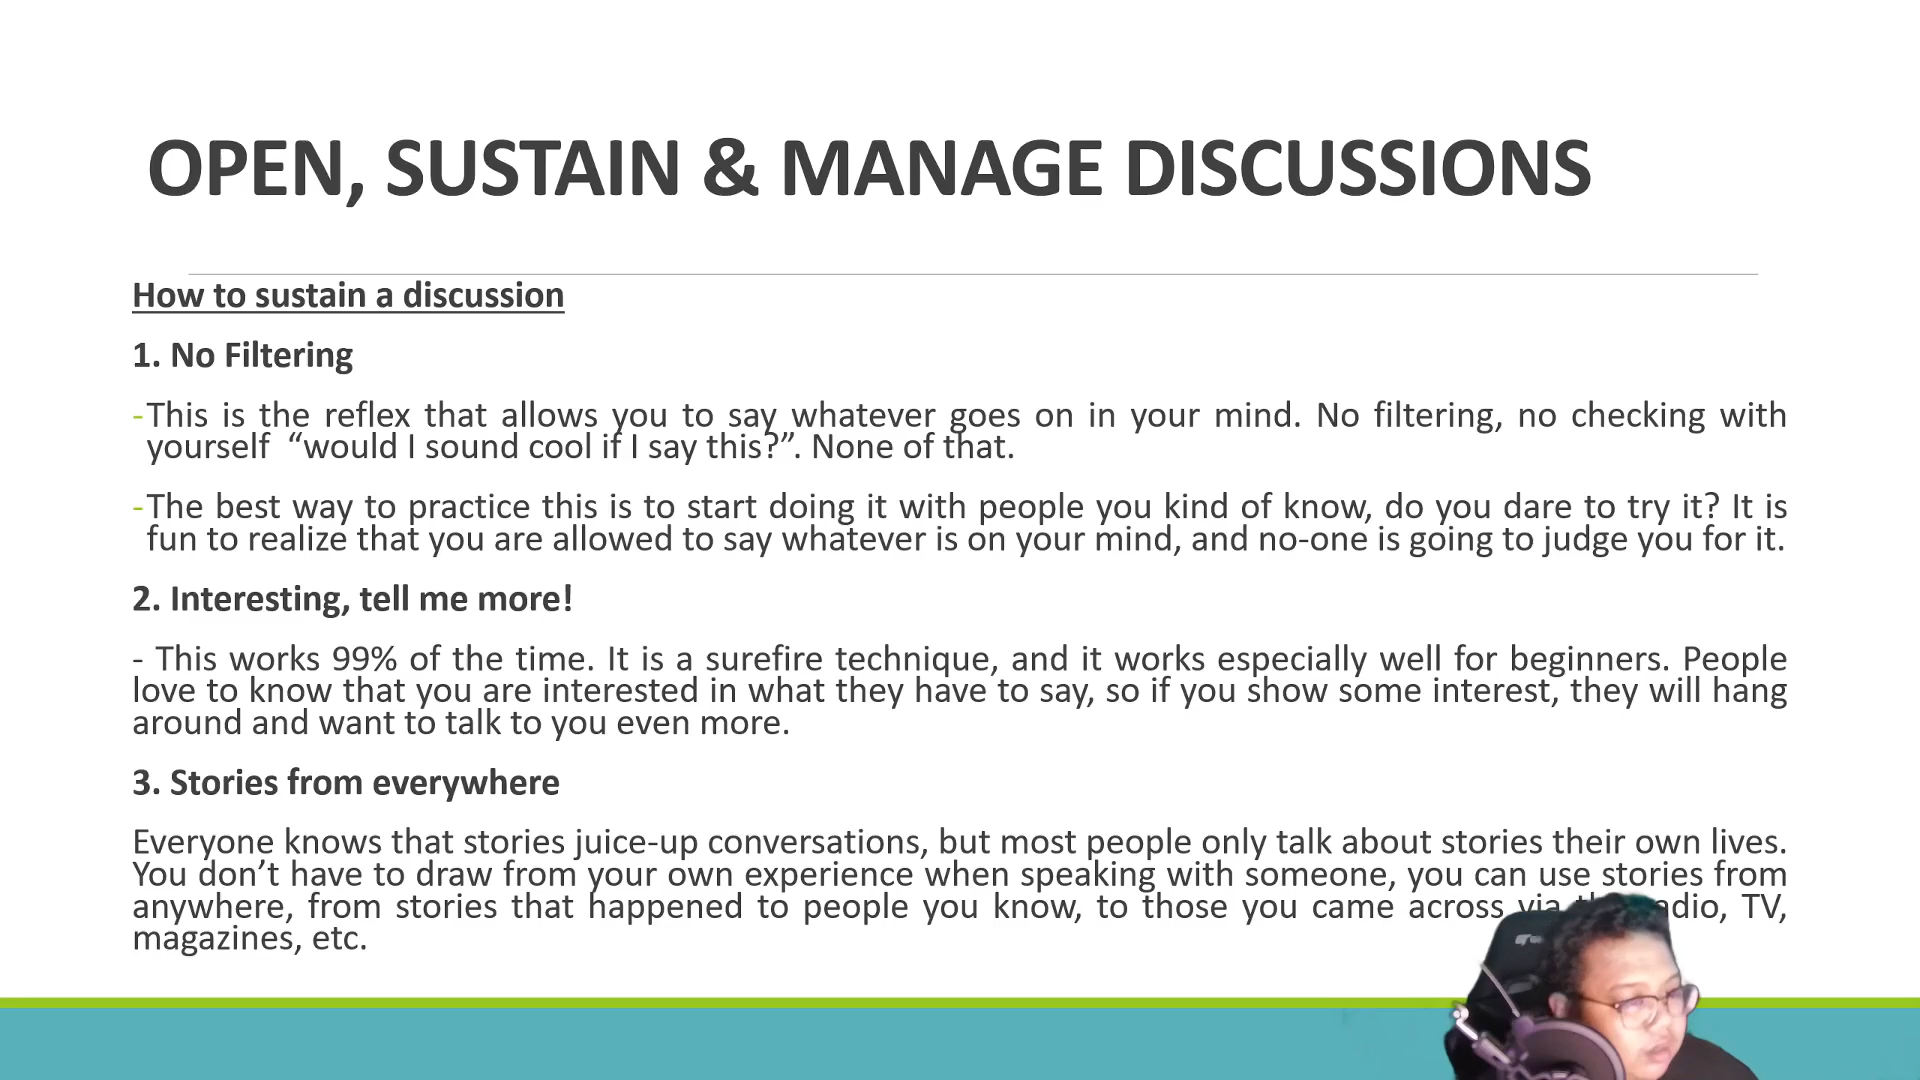 OPEN, SUSTAIN & MANAGE DISCUSSIONS
How to sustain a discussion
1. No Filtering
-This is the reflex that allows you to say whatever goes on in your mind. No filtering, no checking with
yourself “would I sound cool if I say this?”. None of that.
-The best way to practice this is to start doing it with people you kind of know, do you dare to try it? It is
fun to realize that you are allowed to say whatever is on your mind, and no-one is going to judge you for it.
2. Interesting, tell me more!
- This works 99% of the time. It is a surefire technique, and it works especially well for beginners. People
love to know that you are interested in what they have to say, so if you show some interest, they will hang
around and want to talk to you even more.
3. Stories from everywhere
Everyone knows that stories juice-up conversations, but most people only talk about stories their own lives.
You don’t have to draw from your own experience when speaking with someone, you can use stories from
anywhere, from stories that happened to people you know, to those you came across via TV,
magazines, etc.